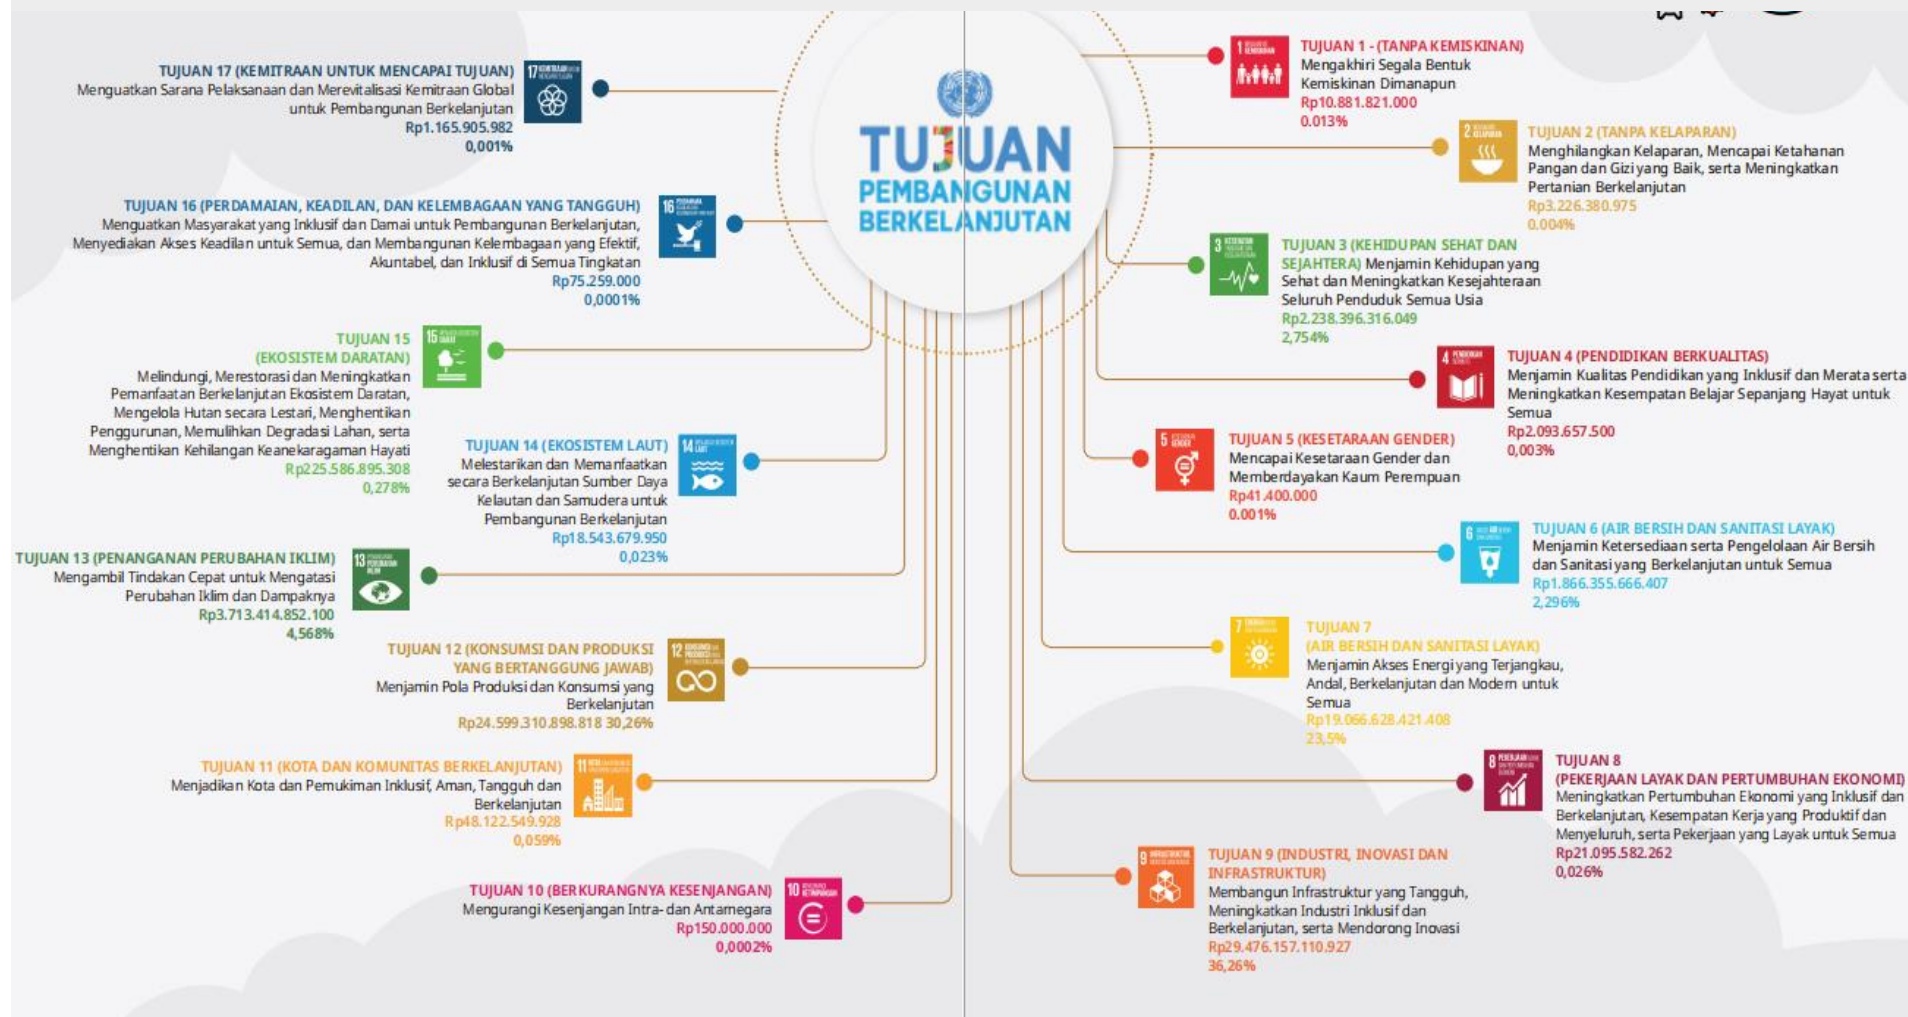 TUJUAN
PEMBANGUNAN
BERKELANJUTAN
TUJUAN 1 - (TANPA KEMISKINAN)
Mengakhiri Segala Bentuk
Kemiskinan Dimanapun
Rp10.881.821.000
0.013%
TUJUAN 2 (TANPA KELAPARAN)
Menghilangkan Kelaparan, Mencapai Ketahanan
Pangan dan Gizi yang Baik, serta Meningkatkan
Pertanian Berkelanjutan
Rp3.226.380.975
0.004%
TUJUAN 3 (KEHIDUPAN SEHAT DAN
SEJAHTERA) Menjamin Kehidupan yang
Sehat dan Meningkatkan Kesejahteraan
Seluruh Penduduk Semua Usia
Rp2.238.396.316.049
2,754%
TUJUAN 4 (PENDIDIKAN BERKUALITAS)
Menjamin Kualitas Pendidikan yang Inklusif dan Merata serta
Meningkatkan Kesempatan Belajar Sepanjang Hayat untuk
Semua
Rp2.093.657.500
0,003%
TUJUAN 5 (KESETARAAN GENDER)
Mencapai Kesetaraan Gender dan
Memberdayakan Kaum Perempuan
Rp41.400.000
0.001%
TUJUAN 6 (AIR BERSIH DAN SANITASI LAYAK)
Menjamin Ketersediaan serta Pengelolaan Air Bersih
dan Sanitasi yang Berkelanjutan untuk Semua
Rp1.866.355.666.407
2,296%
TUJUAN 7
(AIR BERSIH DAN SANITASI LAYAK)
Menjamin Akses Energi yang Terjangkau,
Andal, Berkelanjutan dan Modern untuk
Semua
Rp19.066.628.421.408
23,5%
TUJUAN 8
(PEKERJAAN LAYAK DAN PERTUMBUHAN EKONOMI)
Meningkatkan Pertumbuhan Ekonomi yang Inklusif dan
Berkelanjutan, Kesempatan Kerja yang Produktif dan
Menyeluruh, serta Pekerjaan yang Layak untuk Semua
Rp21.095.582.262
0,026%
TUJUAN 9 (INDUSTRI, INOVASI DAN
INFRASTRUKTUR)
Membangun Infrastruktur yang Tangguh,
Meningkatkan Industri Inklusif dan
Berkelanjutan, serta Mendorong Inovasi
Rp29.476.157.110.927
36,26%
TUJUAN 10 (BERKURANGNYA KESENJANGAN)
Mengurangi Kesenjangan Intra- dan Antarnegara
Rp150.000.000
0,0002%
TUJUAN 11 (KOTA DAN KOMUNITAS BERKELANJUTAN)
Menjadikan Kota dan Pemukiman Inklusif, Aman, Tangguh dan
Berkelanjutan
Rp48.122.549.928
0,059%
TUJUAN 12 (KONSUMSI DAN PRODUKSI
YANG BERTANGGUNG JAWAB)
Menjamin Pola Produksi dan Konsumsi yang
Berkelanjutan
Rp24.599.310.898.818 30,26%
TUJUAN 13 (PENANGANAN PERUBAHAN IKLIM)
Mengambil Tindakan Cepat untuk Mengatasi
Perubahan Iklim dan Dampaknya
Rp3.713.414.852.100
4,568%
TUJUAN 14 (EKOSISTEM LAUT)
Melestarikan dan Memanfaatkan
secara Berkelanjutan Sumber Daya
Kelautan dan Samudera untuk
Pembangunan Berkelanjutan
Rp18.543.679.950
0,023%
TUJUAN 15
(EKOSISTEM DARATAN)
Melindungi, Merestorasi dan Meningkatkan
Pemanfaatan Berkelanjutan Ekosistem Daratan,
Mengelola Hutan secara Lestari, Menghentikan
Penggurunan, Memulihkan Degradasi Lahan, serta
Menghentikan Kehilangan Keanekaragaman Hayati
Rp225.586.895.308
0,278%
TUJUAN 16 (PERDAMAIAN, KEADILAN, DAN KELEMBAGAAN YANG TANGGUH)
Menguatkan Masyarakat yang Inklusif dan Damai untuk Pembangunan Berkelanjutan,
Menyediakan Akses Keadilan untuk Semua, dan Membangunan Kelembagaan yang Efektif,
Akuntabel, dan Inklusif di Semua Tingkatan
Rp75.259.000
0,0001%
TUJUAN 17 (KEMITRAAN UNTUK MENCAPAI TUJUAN)
Menguatkan Sarana Pelaksanaan dan Merevitalisasi Kemitraan Global
untuk Pembangunan Berkelanjutan
Rp1.165.905.982
0,001%
1
2
3
4
5
6
7
8
9
10
11
12
13
14
15
16
17